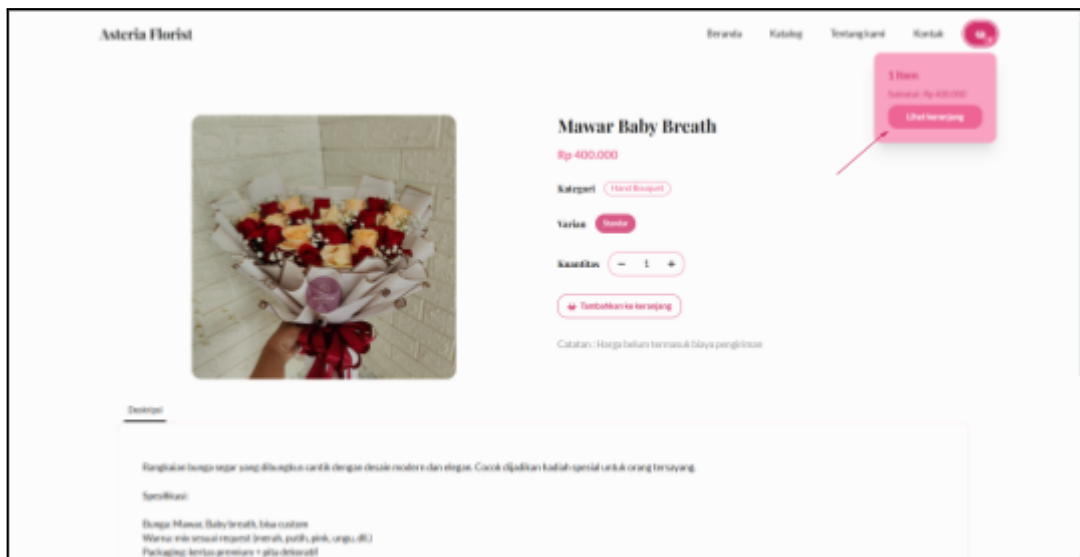 Asteria Florist
Beranda Katalog Tentang kami Kontak
1 Item
Subtotal: Rp 400.000
Lihat keranjang
Mawar Baby Breath
Rp 400.000
Kategori Hand Bouquet
Varian Standar
Kuantitas − 1 +
Tambahkan ke keranjang
Catatan : Harga belum termasuk biaya pengiriman
Deskripsi
Rangkaian bunga segar yang dibungkus cantik dengan desain modern dan elegan. Cocok dijadikan hadiah spesial untuk orang tersayang.
Spesifikasi:
Bunga: Mawar, Baby breath, bisa custom
Warna: mix sesuai request (merah, putih, pink, ungu, dll.)
Packaging: kertas premium + pita dekoratif